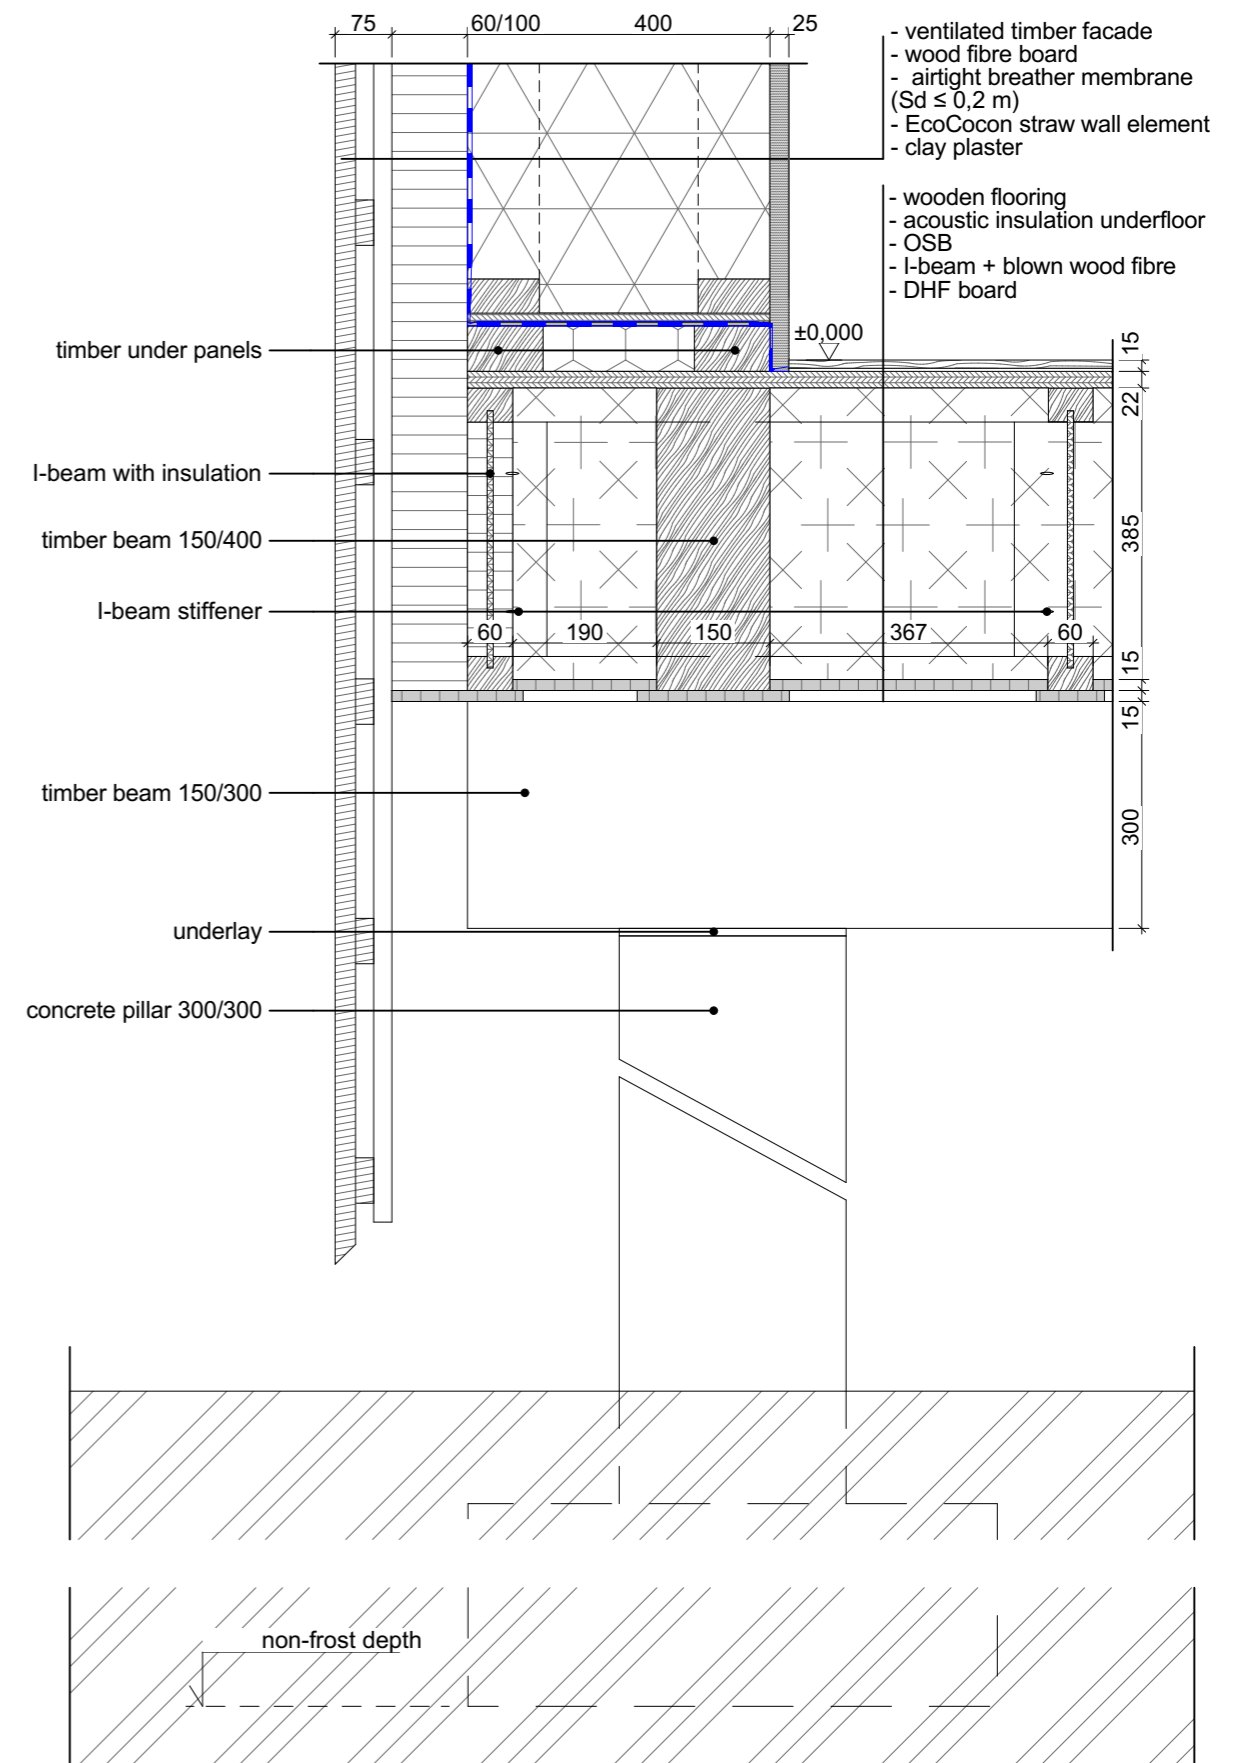 75
60/100
400
25
- ventilated timber facade
- wood fibre board
- airtight breather membrane
(Sd ≤ 0,2 m)
- EcoCocon straw wall element
- clay plaster
- wooden flooring
- acoustic insulation underfloor
- OSB
- I-beam + blown wood fibre
- DHF board
timber under panels
±0,000
15
22
I-beam with insulation
timber beam 150/400
385
I-beam stiffener
60
190
150
367
60
15
15
timber beam 150/300
300
underlay
concrete pillar 300/300
non-frost depth